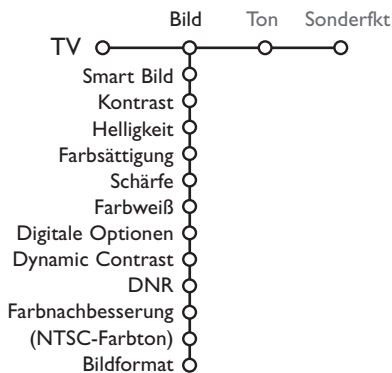 Bild Ton Sonderfkt
TV
Smart Bild
Kontrast
Helligkeit
Farbsättigung
Schärfe
Farbweiß
Digitale Optionen
Dynamic Contrast
DNR
Farbnachbesserung
(NTSC-Farbton)
Bildformat